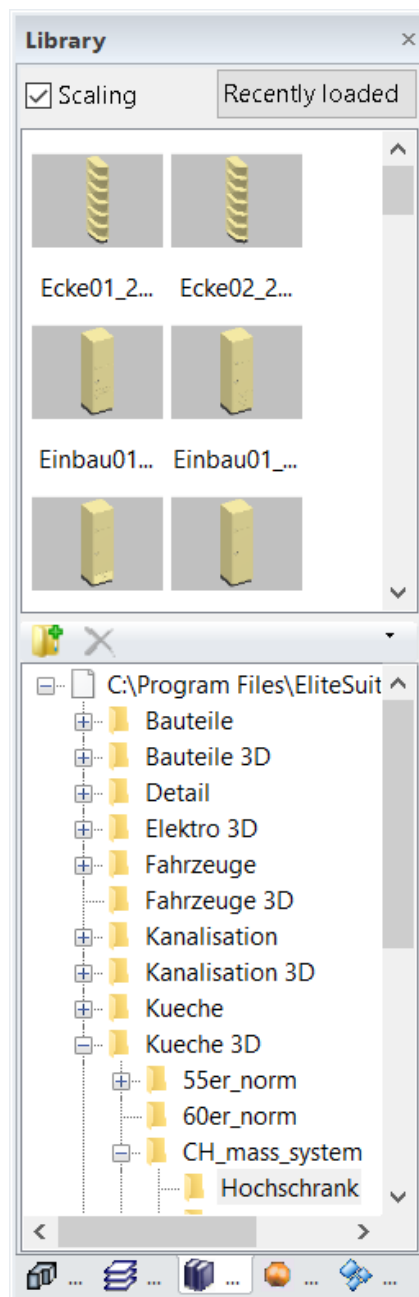 Library
Scaling Recently loaded
Ecke01_2... Ecke02_2...
Einbau01... Einbau01_...
C:\Program Files\EliteSuit
Bauteile
Bauteile 3D
Detail
Elektro 3D
Fahrzeuge
Fahrzeuge 3D
Kanalisation
Kanalisation 3D
Kueche
Kueche 3D
55er_norm
60er_norm
CH_mass_system
Hochschrank
... ... ... ... ...